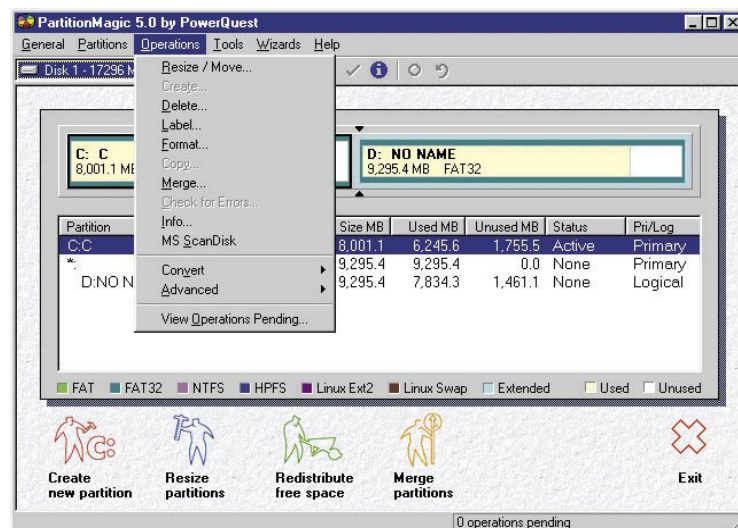 PartitionMagic 5.0 by PowerQuest
General Partitions Operations Tools Wizards Help
Disk 1 - 17296 M
Resize / Move...
Create...
Delete...
Label...
Format...
Copy...
Merge...
Check for Errors...
Info...
MS ScanDisk
Convert
Advanced
View Operations Pending...
C: C
8,001.1 MB
D: NO NAME
9,295.4 MB FAT32
Partition Size MB Used MB Unused MB Status Pri/Log
C:C 8,001.1 6,245.6 1,755.5 Active Primary
*: 9,295.4 9,295.4 0.0 None Primary
D:NO N 9,295.4 7,834.3 1,461.1 None Logical
FAT FAT32 NTFS HPFS Linux Ext2 Linux Swap Extended Used Unused
C:
Create
new partition
Resize
partitions
Redistribute
free space
Merge
partitions
Exit
0 operations pending